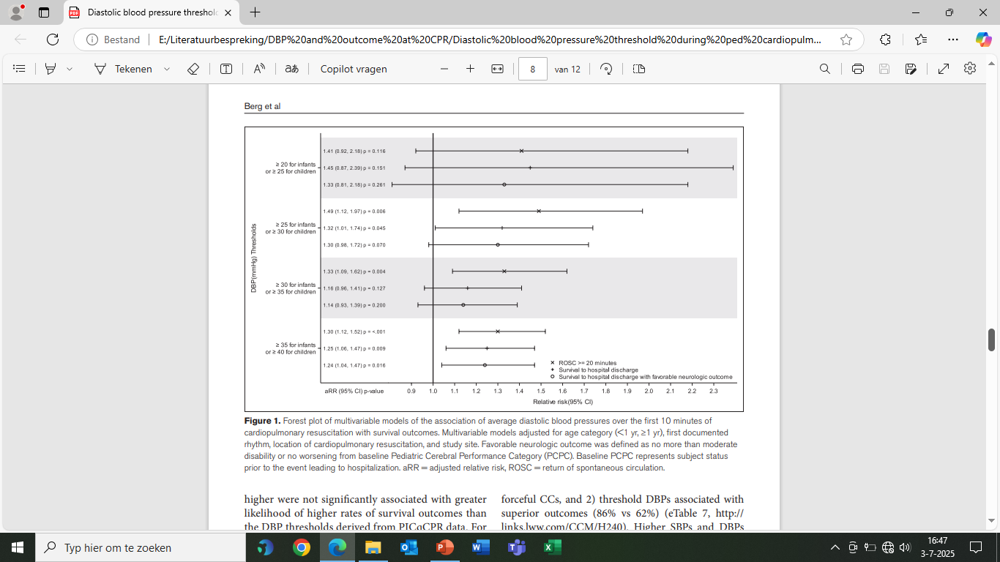 Diastolic blood pressure threshold
Bestand
E:/Literatuurbespreking/DBP%20and%20outcome%20at%20CPR/Diastolic%20blood%20pressure%20threshold%20during%20ped%20cardiopulm...
Tekenen
aあ
Copilot vragen
8
van 12
Berg et al
DBP(mmHg) Thresholds
≥ 20 for infants
or ≥ 25 for children
1.41 (0.92, 2.18) p = 0.116
1.45 (0.87, 2.39) p = 0.151
1.33 (0.81, 2.18) p = 0.261
≥ 25 for infants
or ≥ 30 for children
1.49 (1.12, 1.97) p = 0.006
1.32 (1.01, 1.74) p = 0.045
1.30 (0.98, 1.72) p = 0.070
≥ 30 for infants
or ≥ 35 for children
1.33 (1.09, 1.62) p = 0.004
1.16 (0.96, 1.41) p = 0.127
1.14 (0.93, 1.39) p = 0.200
≥ 35 for infants
or ≥ 40 for children
1.30 (1.12, 1.52) p = <.001
1.25 (1.06, 1.47) p = 0.009
1.24 (1.04, 1.47) p = 0.016
ROSC >= 20 minutes
Survival to hospital discharge
Survival to hospital discharge with favorable neurologic outcome
aRR (95% CI) p-value
0.9 1.0 1.1 1.2 1.3 1.4 1.5 1.6 1.7 1.8 1.9 2.0 2.1 2.2 2.3
Relative risk(95% CI)
Figure 1. Forest plot of multivariable models of the association of average diastolic blood pressures over the first 10 minutes of
cardiopulmonary resuscitation with survival outcomes. Multivariable models adjusted for age category (<1 yr, ≥1 yr), first documented
rhythm, location of cardiopulmonary resuscitation, and study site. Favorable neurologic outcome was defined as no more than moderate
disability or no worsening from baseline Pediatric Cerebral Performance Category (PCPC). Baseline PCPC represents subject status
prior to the event leading to hospitalization. aRR = adjusted relative risk, ROSC = return of spontaneous circulation.
higher were not significantly associated with greater
likelihood of higher rates of survival outcomes than
the DBP thresholds derived from PICqCPR data. For
forceful CCs, and 2) threshold DBPs associated with
superior outcomes (86% vs 62%) (eTable 7, http://
links.lww.com/CCM/H240). Higher SBPs and DBPs
Typ hier om te zoeken
16:47
3-7-2025